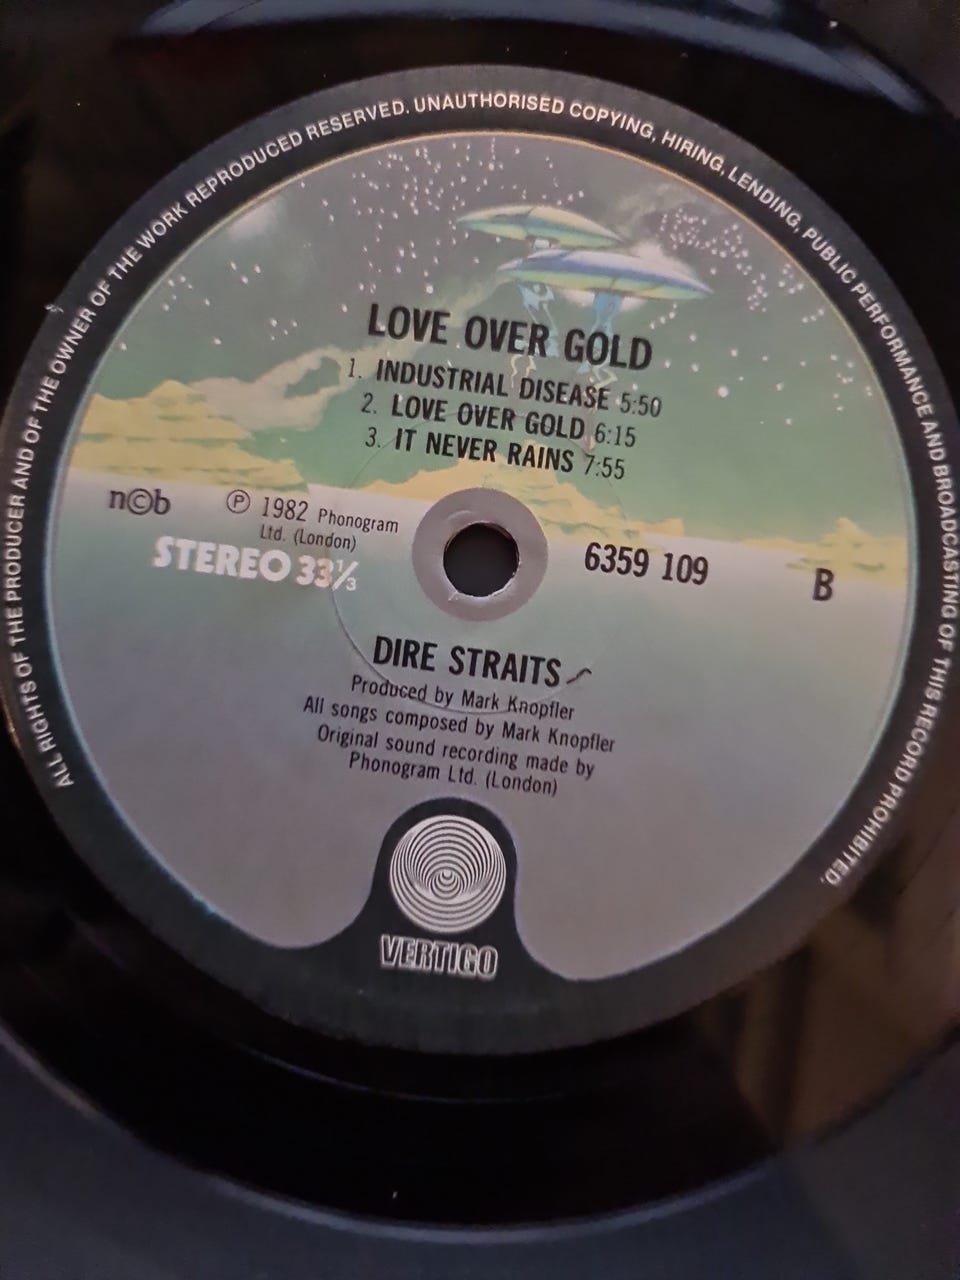 ALL RIGHTS OF THE PRODUCER AND OF THE OWNER OF THE WORK REPRODUCED RESERVED. UNAUTHORISED COPYING, HIRING, LENDING, PUBLIC PERFORMANCE AND BROADCASTING OF THIS RECORD PROHIBITED.
LOVE OVER GOLD
1. INDUSTRIAL DISEASE 5:50
2. LOVE OVER GOLD 6:15
3. IT NEVER RAINS 7:55
n©b
℗ 1982 Phonogram
Ltd. (London)
STEREO 33⅓
6359 109
B
DIRE STRAITS
Produced by Mark Knopfler
All songs composed by Mark Knopfler
Original sound recording made by
Phonogram Ltd. (London)
VERTIGO